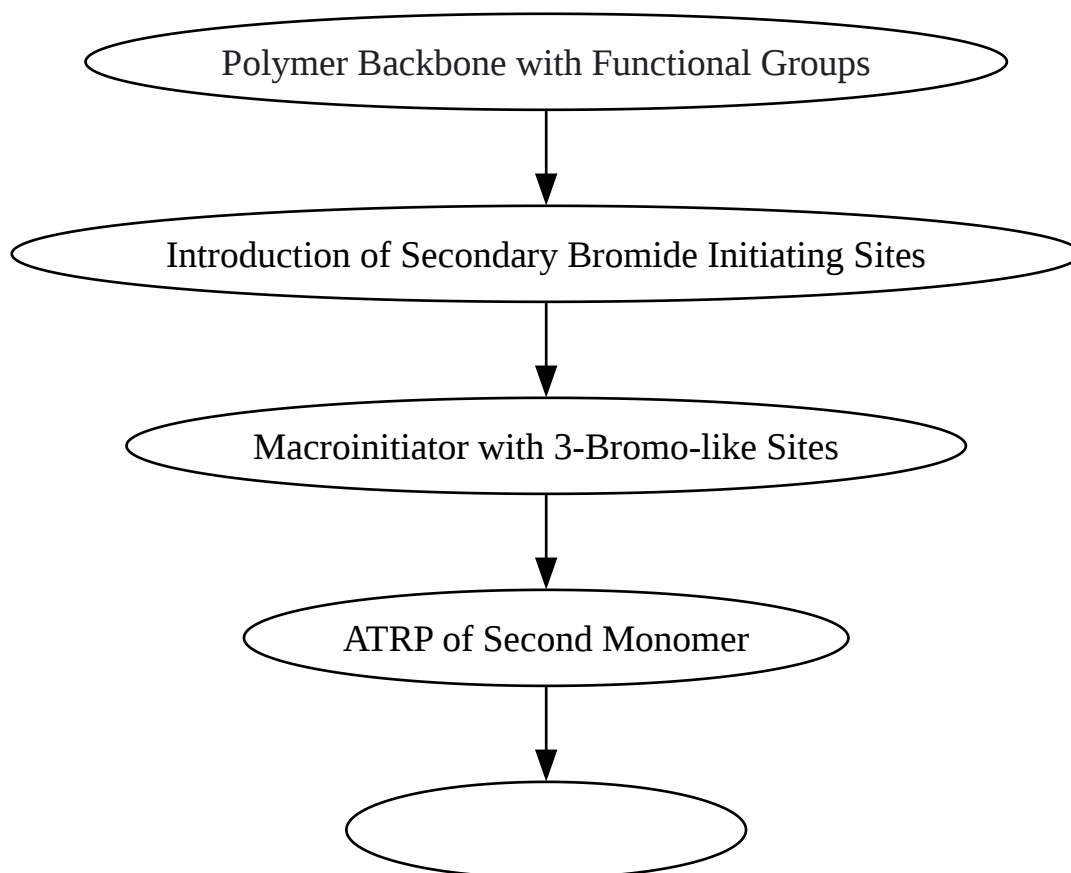 Polymer Backbone with Functional Groups
Introduction of Secondary Bromide Initiating Sites
Macroinitiator with 3-Bromo-like Sites
ATRP of Second Monomer